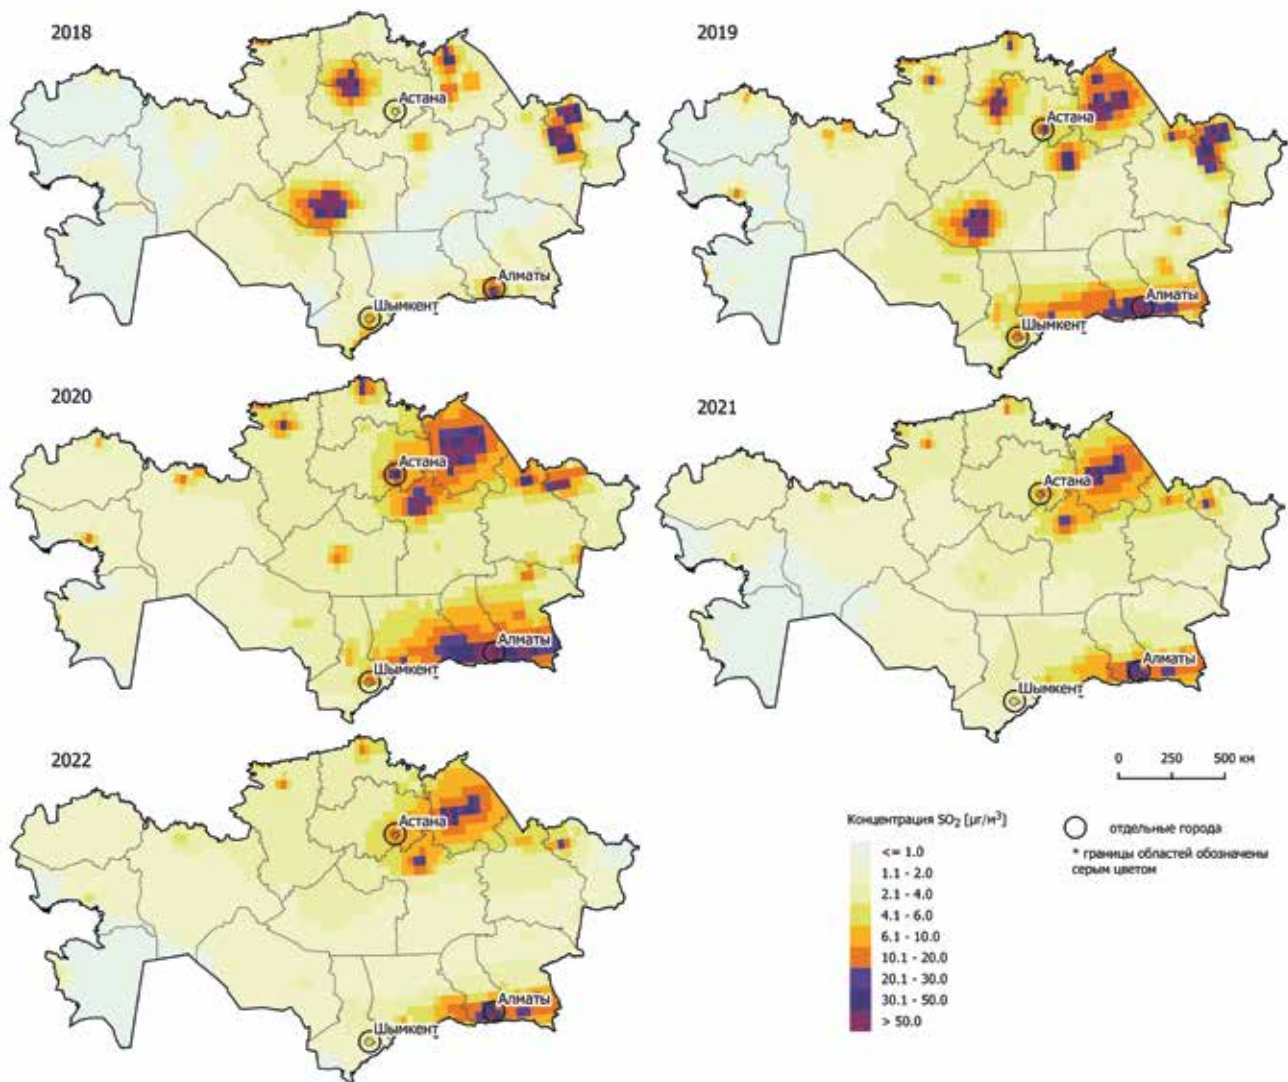 2018
Астана
Алматы
Шымкент
2019
Астана
Алматы
Шымкент
2020
Астана
Алматы
Шымкент
2021
Астана
Алматы
Шымкент
2022
Астана
Алматы
Шымкент
0 250 500 км
Концентрация SO₂ [µг/м³]
<= 1.0
1.1 - 2.0
2.1 - 4.0
4.1 - 6.0
6.1 - 10.0
10.1 - 20.0
20.1 - 30.0
30.1 - 50.0
> 50.0
отдельные города
* границы областей обозначены
серым цветом